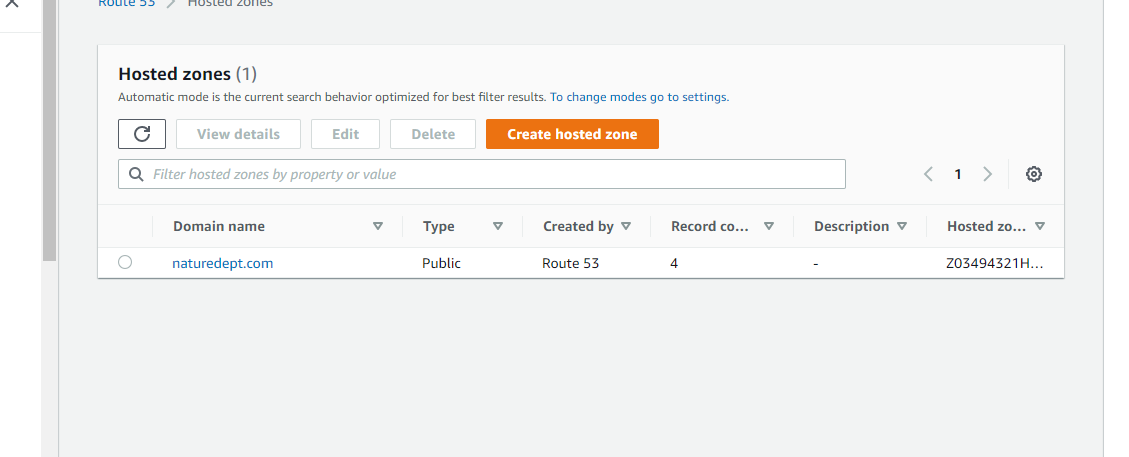 Route 53 > Hosted zones
Hosted zones (1)
Automatic mode is the current search behavior optimized for best filter results. To change modes go to settings.
View details Edit Delete Create hosted zone
Filter hosted zones by property or value 1
Domain name Type Created by Record co... Description Hosted zo...
naturedept.com Public Route 53 4 - Z03494321H...